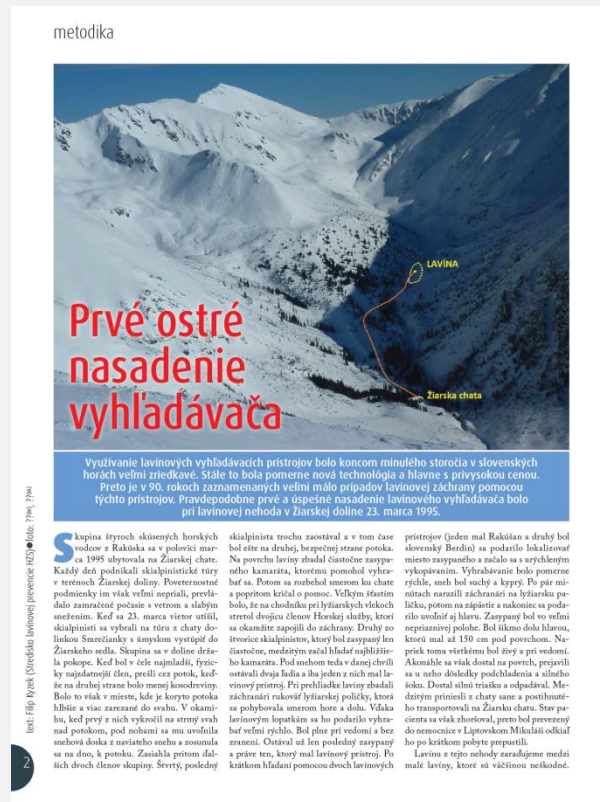 metodika
LAVÍNA
Žiarska chata
Prvé ostré
nasadenie
vyhľadávača
Využívanie lavínových vyhľadávacích prístrojov bolo koncom minulého storočia v slovenských
horách veľmi zriedkavé. Stále to bola pomerne nová technológia a hlavne s privysokou cenou.
Preto je v 90. rokoch zaznamenaných veľmi málo prípadov lavínovej záchrany pomocou
týchto prístrojov. Pravdepodobne prvé a úspešné nasadenie lavínového vyhľadávača bolo
pri lavínovej nehoda v Žiarskej doline 23. marca 1995.
Skupina štyroch skúsených horských
vodcov z Rakúska sa v polovici mar-
ca 1995 ubytovala na Žiarskej chate.
Každý deň podnikali skialpinistické túry
v terénoch Žiarskej doliny. Poveternostné
podmienky im však veľmi nepriali, prevlá-
dalo zamračené počasie s vetrom a slabým
snežením. Keď sa 23. marca vietor utíšil,
skialpinisti sa vybrali na túru z chaty do-
linkou Smrečianky s úmyslom vystúpiť do
Žiarskeho sedla. Skupina sa v doline drža-
la pokope. Keď bol v čele najmladší, fyzic-
ky najzdatnejší člen, prešli cez potok, keď-
že na druhej strane bolo menej kosodreviny.
Bolo to však v mieste, kde je koryto potoka
hlbšie a viac zarezané do svahu. V okami-
hu, keď prvý z nich vykročil na strmý svah
nad potokom, pod nohami sa mu uvoľnila
snehová doska z naviateho snehu a zosunula
sa na dno, k potoku. Zasiahla pritom ďal-
ších dvoch členov skupiny. Štvrtý, posledný
skialpinista trochu zaostával a v tom čase
bol ešte na druhej, bezpečnej strane potoka.
Na povrchu lavíny zbadal čiastočne zasypa-
ného kamaráta, ktorému pomohol vyhra-
bať sa. Potom sa rozbehol smerom ku chate
a popritom kričal o pomoc. Veľkým šťastím
bolo, že na chodníku pri lyžiarskych vlekoch
stretol dvojicu členov Horskej služby, ktorí
sa okamžite zapojili do záchrany. Druhý zo
štvorice skialpinistov, ktorý bol zasypaný len
čiastočne, medzitým začal hľadať najbližšie-
ho kamaráta. Pod snehom teda v danej chvíli
ostávali dvaja ľudia a iba jeden z nich mal la-
vínový prístroj. Pri prehliadke lavíny zbadali
záchranári rukoväť lyžiarskej poličky, ktorá
sa pohybovala smerom hore a dolu. Vďaka
lavínovým lopatkám sa ho podarilo vyhra-
bať veľmi rýchlo. Bol plne pri vedomí a bez
zranení. Ostával už len posledný zasypaný
a práve ten, ktorý mal lavínový prístroj. Po
krátkom hľadaní pomocou dvoch lavínových
prístrojov (jeden mal Rakúšan a druhý bol
slovenský Berdin) sa podarilo lokalizovať
miesto zasypaného a začalo sa s urýchleným
vykopávaním. Vyhrabávanie bolo pomerne
rýchle, sneh bol suchý a kyprý. Po pár mi-
nútach narazili záchranári na lyžiarsku pa-
ličku, potom na zápästie a nakoniec sa poda-
rilo uvoľniť aj hlavu. Zasypaný bol vo veľmi
nepriaznivej polohe. Bol šikmo dolu hlavou,
ktorú mal až 150 cm pod povrchom. Na-
priek tomu všetkému bol živý a pri vedomí.
Akonáhle sa však dostal na povrch, prejavili
sa u neho dôsledky podchladenia a silného
šoku. Dostal silnú triašku a odpadával. Me-
dzitým priniesli z chaty sane a postihnuté-
ho transportovali na Žiarsku chatu. Stav pa-
cienta sa však zhoršoval, preto bol prevezený
do nemocnice v Liptovskom Mikuláši odkiaľ
ho po krátkom pobyte prepustili.
Lavínu z tejto nehody zaraďujeme medzi
malé lavíny, ktoré sú väčšinou neškodné.
text: Filip Kyzek (Stredisko lavínovej prevencie HZS)●foto: ??∞, ??∞)
2